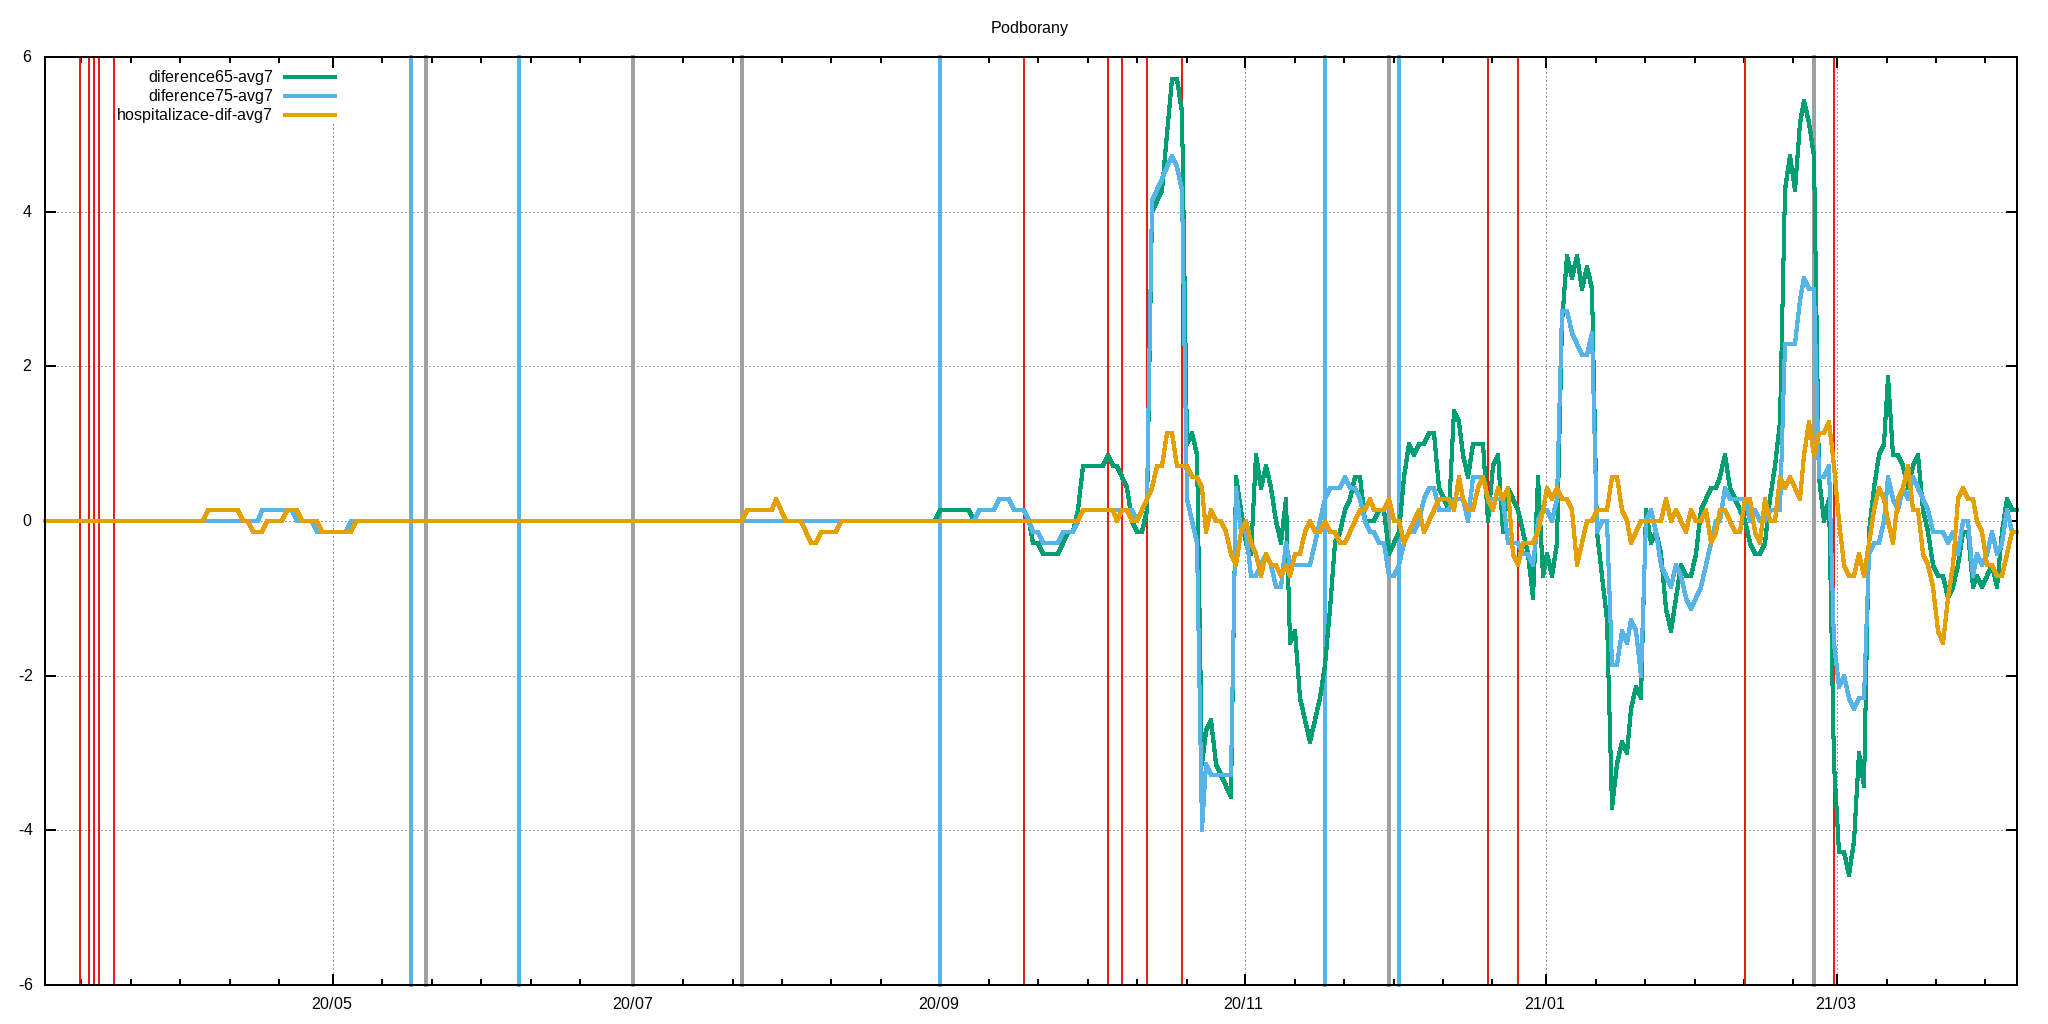 Podborany
6
diference65-avg7
diference75-avg7
hospitalizace-dif-avg7
4
2
0
-2
-4
-6
20/05 20/07 20/09 20/11 21/01 21/03